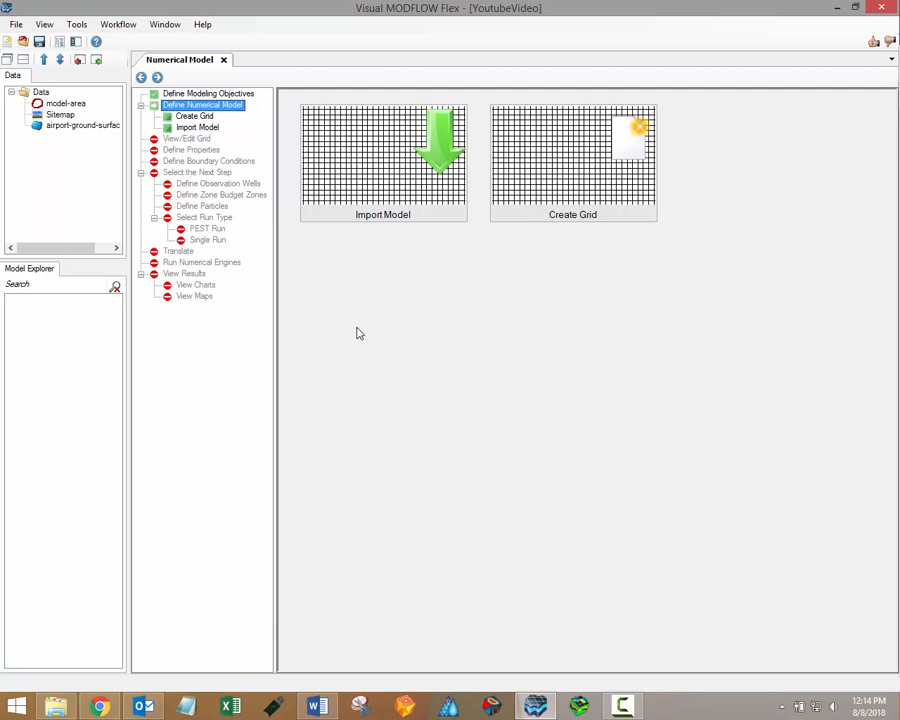 Visual MODFLOW Flex - [YoutubeVideo]
File View Tools Workflow Window Help
Numerical Model
Data
Data
model-area
Sitemap
airport-ground-surfac
Model Explorer
Search
Define Modeling Objectives
Define Numerical Model
Create Grid
Import Model
View/Edit Grid
Define Properties
Define Boundary Conditions
Select the Next Step
Define Observation Wells
Define Zone Budget Zones
Define Particles
Select Run Type
PEST Run
Single Run
Translate
Run Numerical Engines
View Results
View Charts
View Maps
Import Model
Create Grid
12:14 PM
8/8/2018